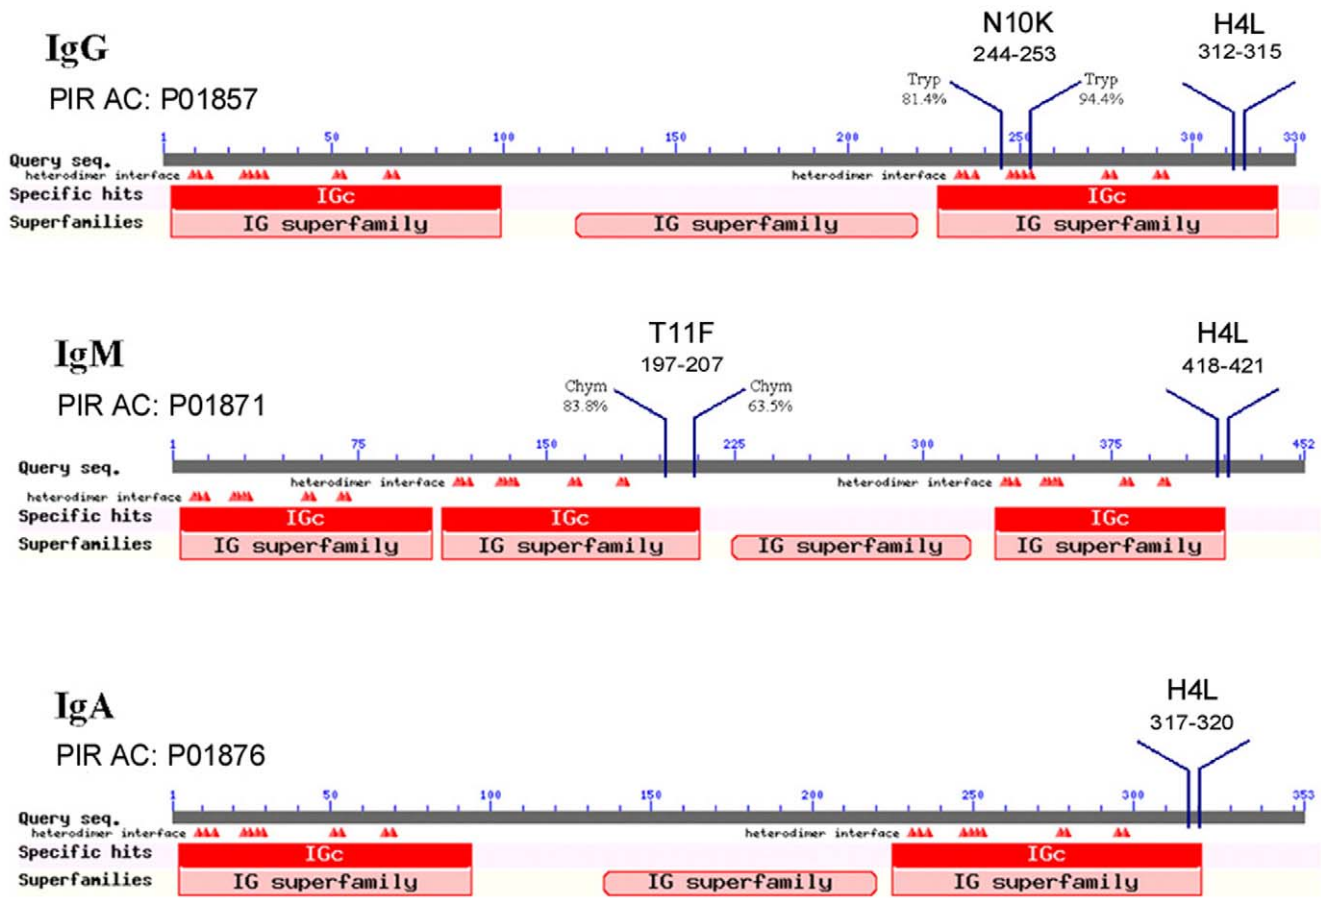 IgG
PIR AC: P01857
N10K
244-253
H4L
312-315
Tryp
81.4%
Tryp
94.4%
1 50 100 150 200 250 300 330
Query seq.
heterodimer interface heterodimer interface
Specific hits IGc IGc
Superfamilies IG superfamily IG superfamily IG superfamily
IgM
PIR AC: P01871
T11F
197-207
H4L
418-421
Chym
83.8%
Chym
63.5%
1 75 150 225 300 375 452
Query seq.
heterodimer interface heterodimer interface
heterodimer interface
Specific hits IGc IGc IGc
Superfamilies IG superfamily IG superfamily IG superfamily IG superfamily
IgA
PIR AC: P01876
H4L
317-320
1 50 100 150 200 250 300 353
Query seq.
heterodimer interface heterodimer interface
Specific hits IGc IGc
Superfamilies IG superfamily IG superfamily IG superfamily